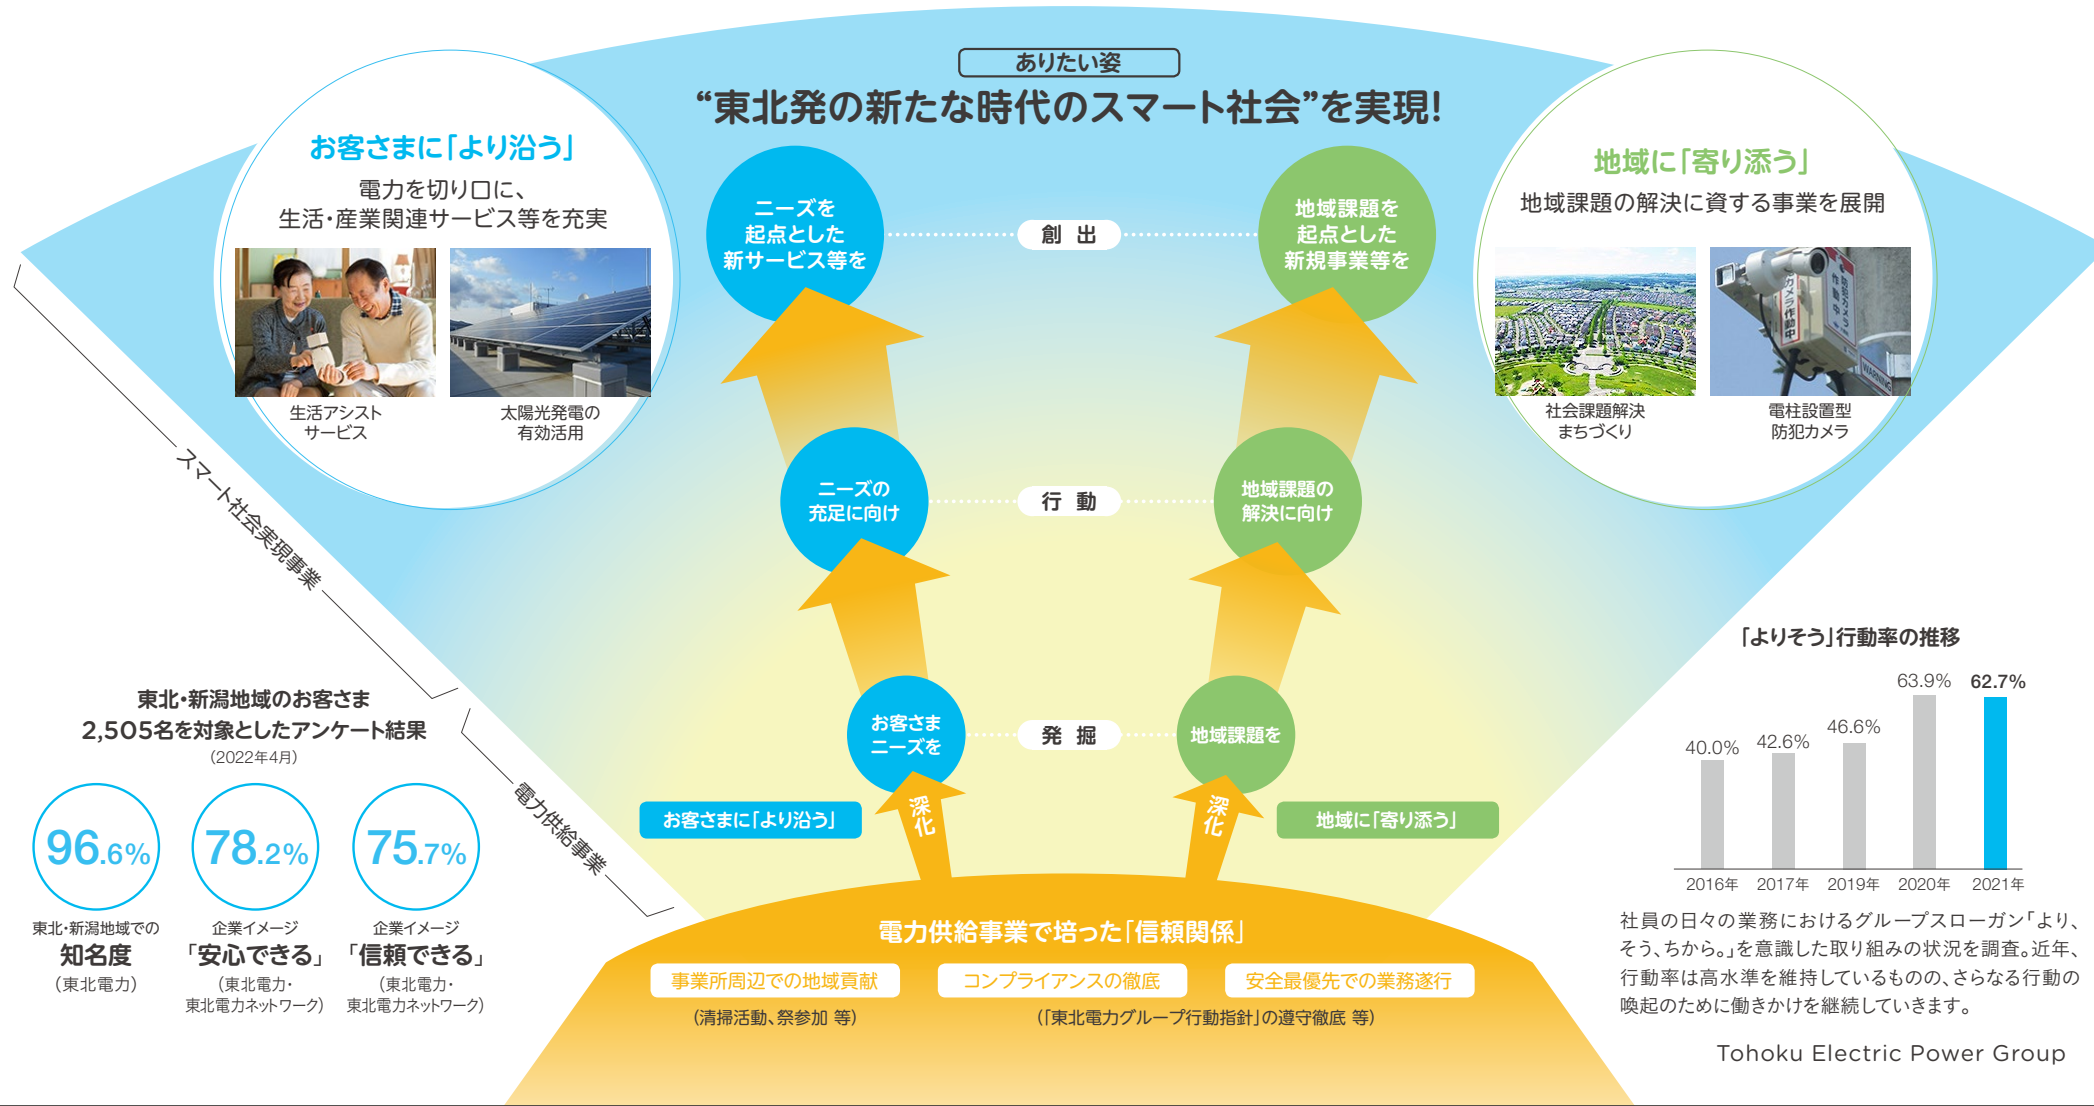 ありたい姿
“東北発の新たな時代のスマート社会”を実現!
お客さまに「より沿う」
電力を切り口に、
生活・産業関連サービス等を充実
生活アシスト
サービス
太陽光発電の
有効活用
地域に「寄り添う」
地域課題の解決に資する事業を展開
カメラ作動中
防犯カメラ
作動中
WARNING
社会課題解決
まちづくり
電柱設置型
防犯カメラ
ニーズを
起点とした
新サービス等を
創出
地域課題を
起点とした
新規事業等を
ニーズの
充足に向け
行動
地域課題の
解決に向け
お客さま
ニーズを
発掘
地域課題を
深化
深化
お客さまに「より沿う」
地域に「寄り添う」
スマート社会実現事業
電力供給事業
電力供給事業で培った「信頼関係」
事業所周辺での地域貢献
コンプライアンスの徹底
安全最優先での業務遂行
(清掃活動、祭参加 等)
(「東北電力グループ行動指針」の遵守徹底 等)
東北・新潟地域のお客さま
2,505名を対象としたアンケート結果
(2022年4月)
96.6%
78.2%
75.7%
東北・新潟地域での
知名度
(東北電力)
企業イメージ
「安心できる」
(東北電力・
東北電力ネットワーク)
企業イメージ
「信頼できる」
(東北電力・
東北電力ネットワーク)
「よりそう」行動率の推移
40.0%
42.6%
46.6%
63.9%
62.7%
2016年
2017年
2019年
2020年
2021年
社員の日々の業務におけるグループスローガン「より、
そう、ちから。」を意識した取り組みの状況を調査。近年、
行動率は高水準を維持しているものの、さらなる行動の
喚起のために働きかけを継続していきます。
Tohoku Electric Power Group